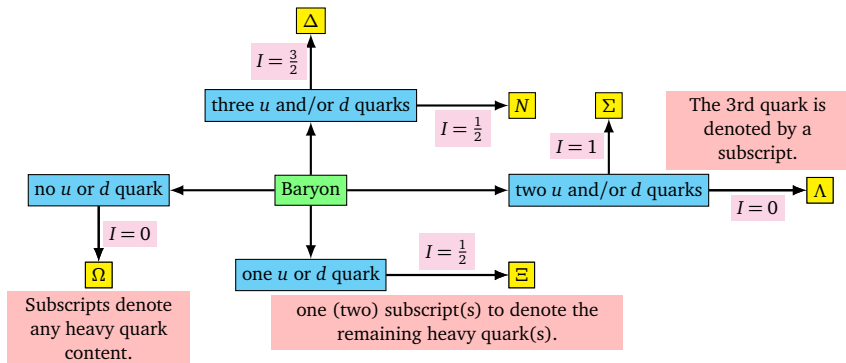 Δ
I = 3/2
three u and/or d quarks
N
I = 1/2
Σ
I = 1
The 3rd quark is
denoted by a
subscript.
no u or d quark
Baryon
two u and/or d quarks
Λ
I = 0
I = 0
Ω
one u or d quark
I = 1/2
Ξ
Subscripts denote
any heavy quark
content.
one (two) subscript(s) to denote the
remaining heavy quark(s).